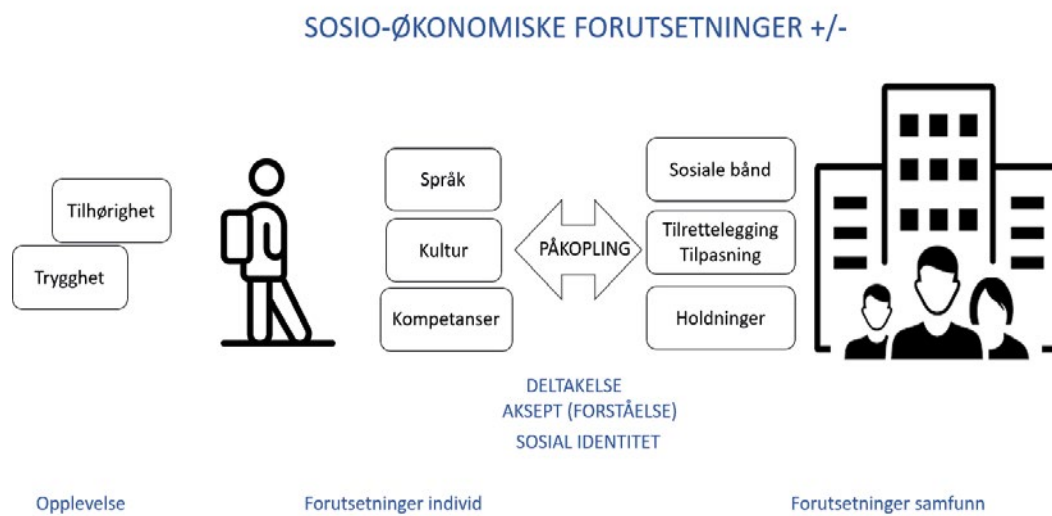 SOSIO-ØKONOMISKE FORUTSETNINGER +/-
Tilhørighet
Trygghet
Språk
Kultur
Kompetanser
PÅKOPLING
Sosiale bånd
Tilrettelegging
Tilpasning
Holdninger
DELTAKELSE
AKSEPT (FORSTÅELSE)
SOSIAL IDENTITET
Opplevelse
Forutsetninger individ
Forutsetninger samfunn